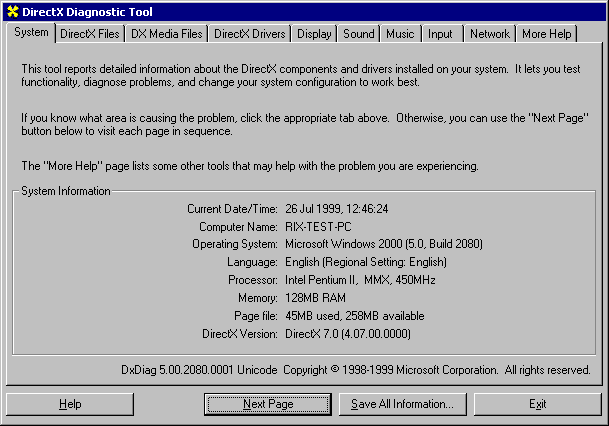 DirectX Diagnostic Tool
System DirectX Files DX Media Files DirectX Drivers Display Sound Music Input Network More Help
This tool reports detailed information about the DirectX components and drivers installed on your system.  It lets you test
functionality, diagnose problems, and change your system configuration to work best.
If you know what area is causing the problem, click the appropriate tab above.  Otherwise, you can use the "Next Page"
button below to visit each page in sequence.
The "More Help" page lists some other tools that may help with the problem you are experiencing.
System Information
Current Date/Time: 26 Jul 1999, 12:46:24
Computer Name: RIX-TEST-PC
Operating System: Microsoft Windows 2000 (5.0, Build 2080)
Language: English (Regional Setting: English)
Processor: Intel Pentium II,  MMX, 450MHz
Memory: 128MB RAM
Page file: 45MB used, 258MB available
DirectX Version: DirectX 7.0 (4.07.00.0000)
DxDiag 5.00.2080.0001 Unicode  Copyright © 1998-1999 Microsoft Corporation.  All rights reserved.
Help Next Page Save All Information... Exit